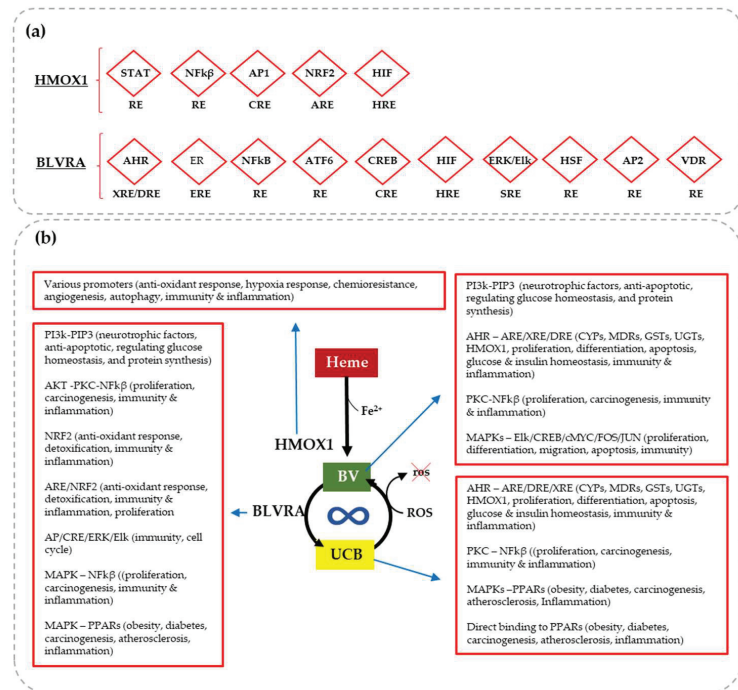 (a)
HMOX1
STAT NFkβ AP1 NRF2 HIF
RE RE CRE ARE HRE
BLVRA
AHR ER NFkB ATF6 CREB HIF ERK/Elk HSF AP2 VDR
XRE/DRE ERE RE RE CRE HRE SRE RE RE RE
(b)
Various promoters (anti-oxidant response, hypoxia response, chemioresistance,
angiogenesis, autophagy, immunity & inflammation)
PI3k-PIP3 (neurotrophic factors,
anti-apoptotic, regulating glucose
homeostasis, and protein synthesis)
AKT -PKC-NFkβ (proliferation,
carcinogenesis, immunity &
inflammation)
NRF2 (anti-oxidant response,
detoxification, immunity &
inflammation)
ARE/NRF2 (anti-oxidant response,
detoxification, immunity &
inflammation, proliferation
AP/CRE/ERK/Elk (immunity, cell
cycle)
MAPK – NFkβ ((proliferation,
carcinogenesis, immunity &
inflammation)
MAPK – PPARs (obesity, diabetes,
carcinogenesis, atherosclerosis,
inflammation)
Heme
Fe2+
HMOX1
BV
ros
BLVRA
ROS
UCB
PI3k-PIP3 (neurotrophic factors, anti-apoptotic,
regulating glucose homeostasis, and protein
synthesis)
AHR – ARE/XRE/DRE (CYPs, MDRs, GSTs, UGTs,
HMOX1, proliferation, differentiation, apoptosis,
glucose & insulin homeostasis, immunity &
inflammation)
PKC-NFkβ (proliferation, carcinogenesis, immunity
& inflammation)
MAPKs – Elk/CREB/cMYC/FOS/JUN (proliferation,
differentiation, migration, apoptosis, immunity)
AHR – ARE/DRE/XRE (CYPs, MDRs, GSTs, UGTs,
HMOX1, proliferation, differentiation, apoptosis,
glucose & insulin homeostasis, immunity &
inflammation)
PKC – NFkβ ((proliferation, carcinogenesis,
immunity & inflammation)
MAPKs –PPARs (obesity, diabetes, carcinogenesis,
atherosclerosis, Inflammation)
Direct binding to PPARs (obesity, diabetes,
carcinogenesis, atherosclerosis, inflammation)